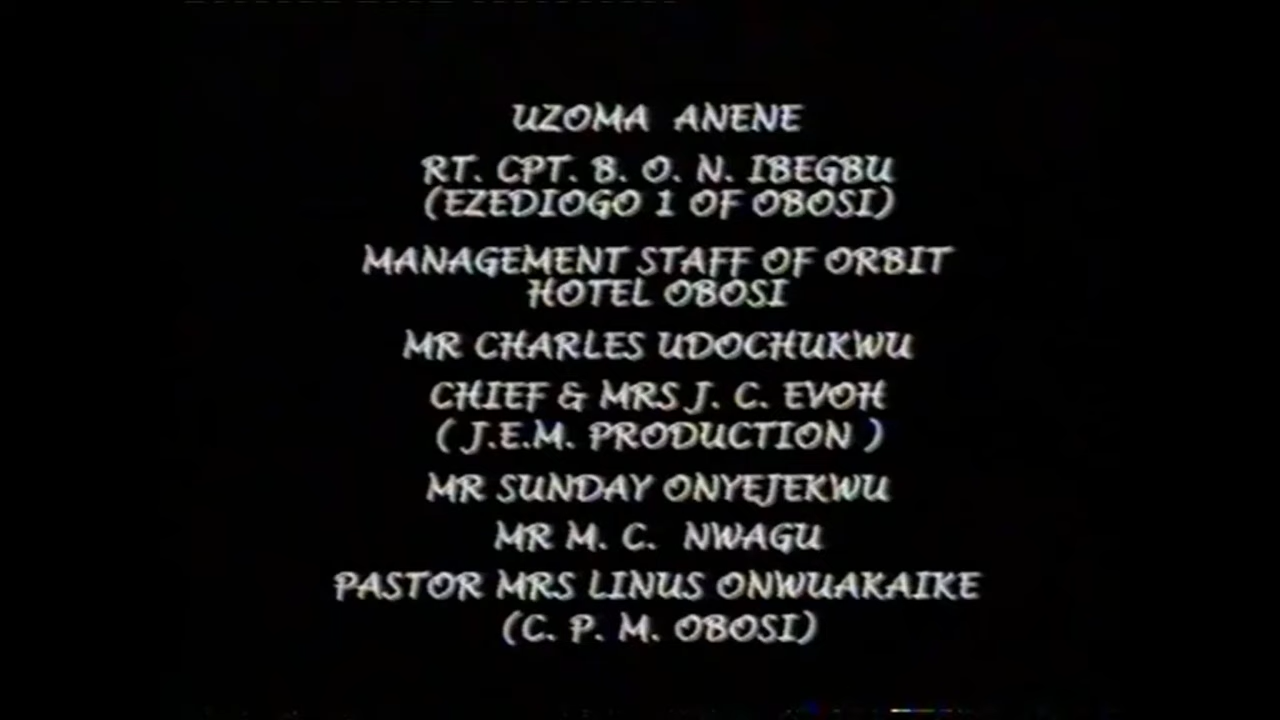 UZOMA ANENE
RT. CPT. B. O. N. IBEGBU
(EZEDIOGO 1 OF OBOSI)
MANAGEMENT STAFF OF ORBIT
HOTEL OBOSI
MR CHARLES UDOCHUKWU
CHIEF & MRS J. C. EVOH
( J.E.M. PRODUCTION )
MR SUNDAY ONYEJEKWU
MR M. C. NWAGU
PASTOR MRS LINUS ONWUAKAIKE
(C. P. M. OBOSI)